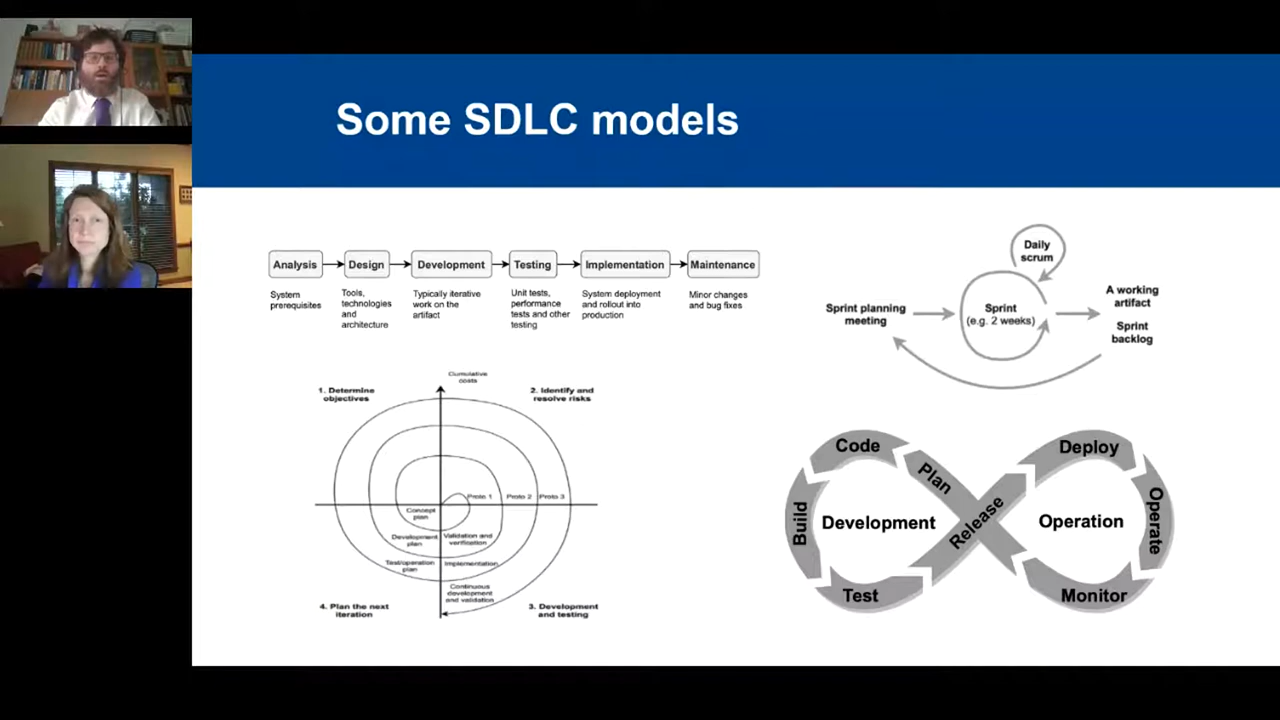 Some SDLC models
Analysis
Design
Development
Testing
Implementation
Maintenance
System
prerequisites
Tools,
technologies
and
architecture
Typically iterative
work on the
artifact
Unit tests,
performance
tests and other
testing
System deployment
and rollout into
production
Minor changes
and bug fixes
Daily
scrum
Sprint planning
meeting
Sprint
(e.g. 2 weeks)
A working
artifact
Sprint
backlog
Cumulative
costs
1. Determine
objectives
2. Identify and
resolve risks
Proto 1
Proto 2
Proto 3
Concept
plan
Development
plan
Validation and
verification
Test/operation
plan
Implementation
Continuous
development
and validation
4. Plan the next
iteration
3. Development
and testing
Code
Plan
Build
Development
Release
Test
Deploy
Operation
Operate
Monitor